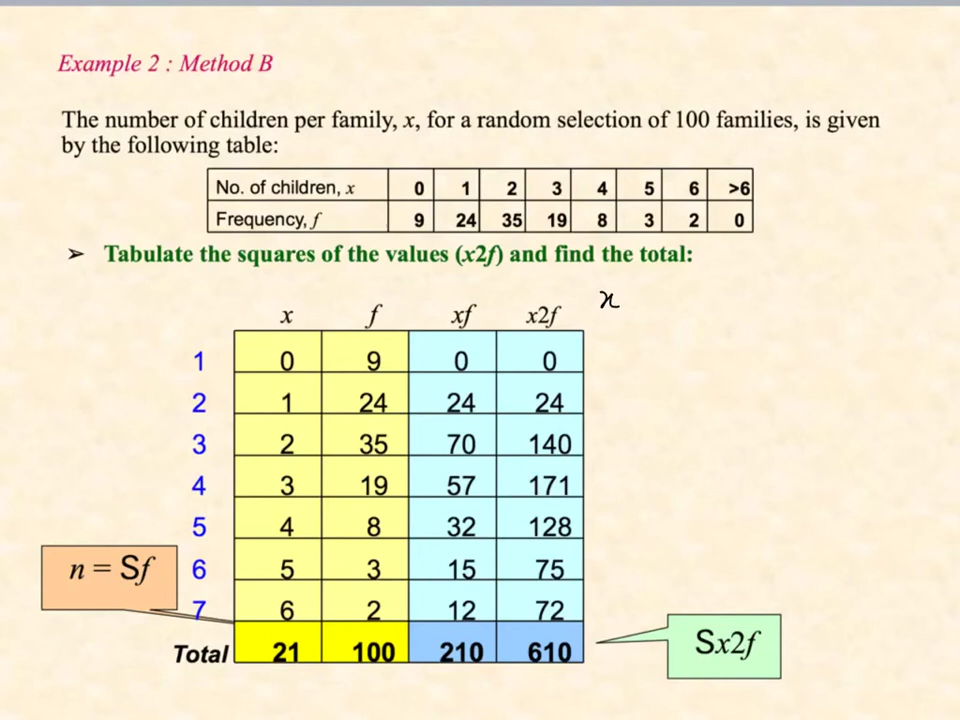 Example 2 : Method B
The number of children per family, x, for a random selection of 100 families, is given
by the following table:
No. of children, x 0 1 2 3 4 5 6 >6
Frequency, f 9 24 35 19 8 3 2 0
➢ Tabulate the squares of the values (x2f) and find the total:
x f xf x2f x
1 0 9 0 0
2 1 24 24 24
3 2 35 70 140
4 3 19 57 171
5 4 8 32 128
n = Sf 6 5 3 15 75
7 6 2 12 72
Total 21 100 210 610
Sx2f